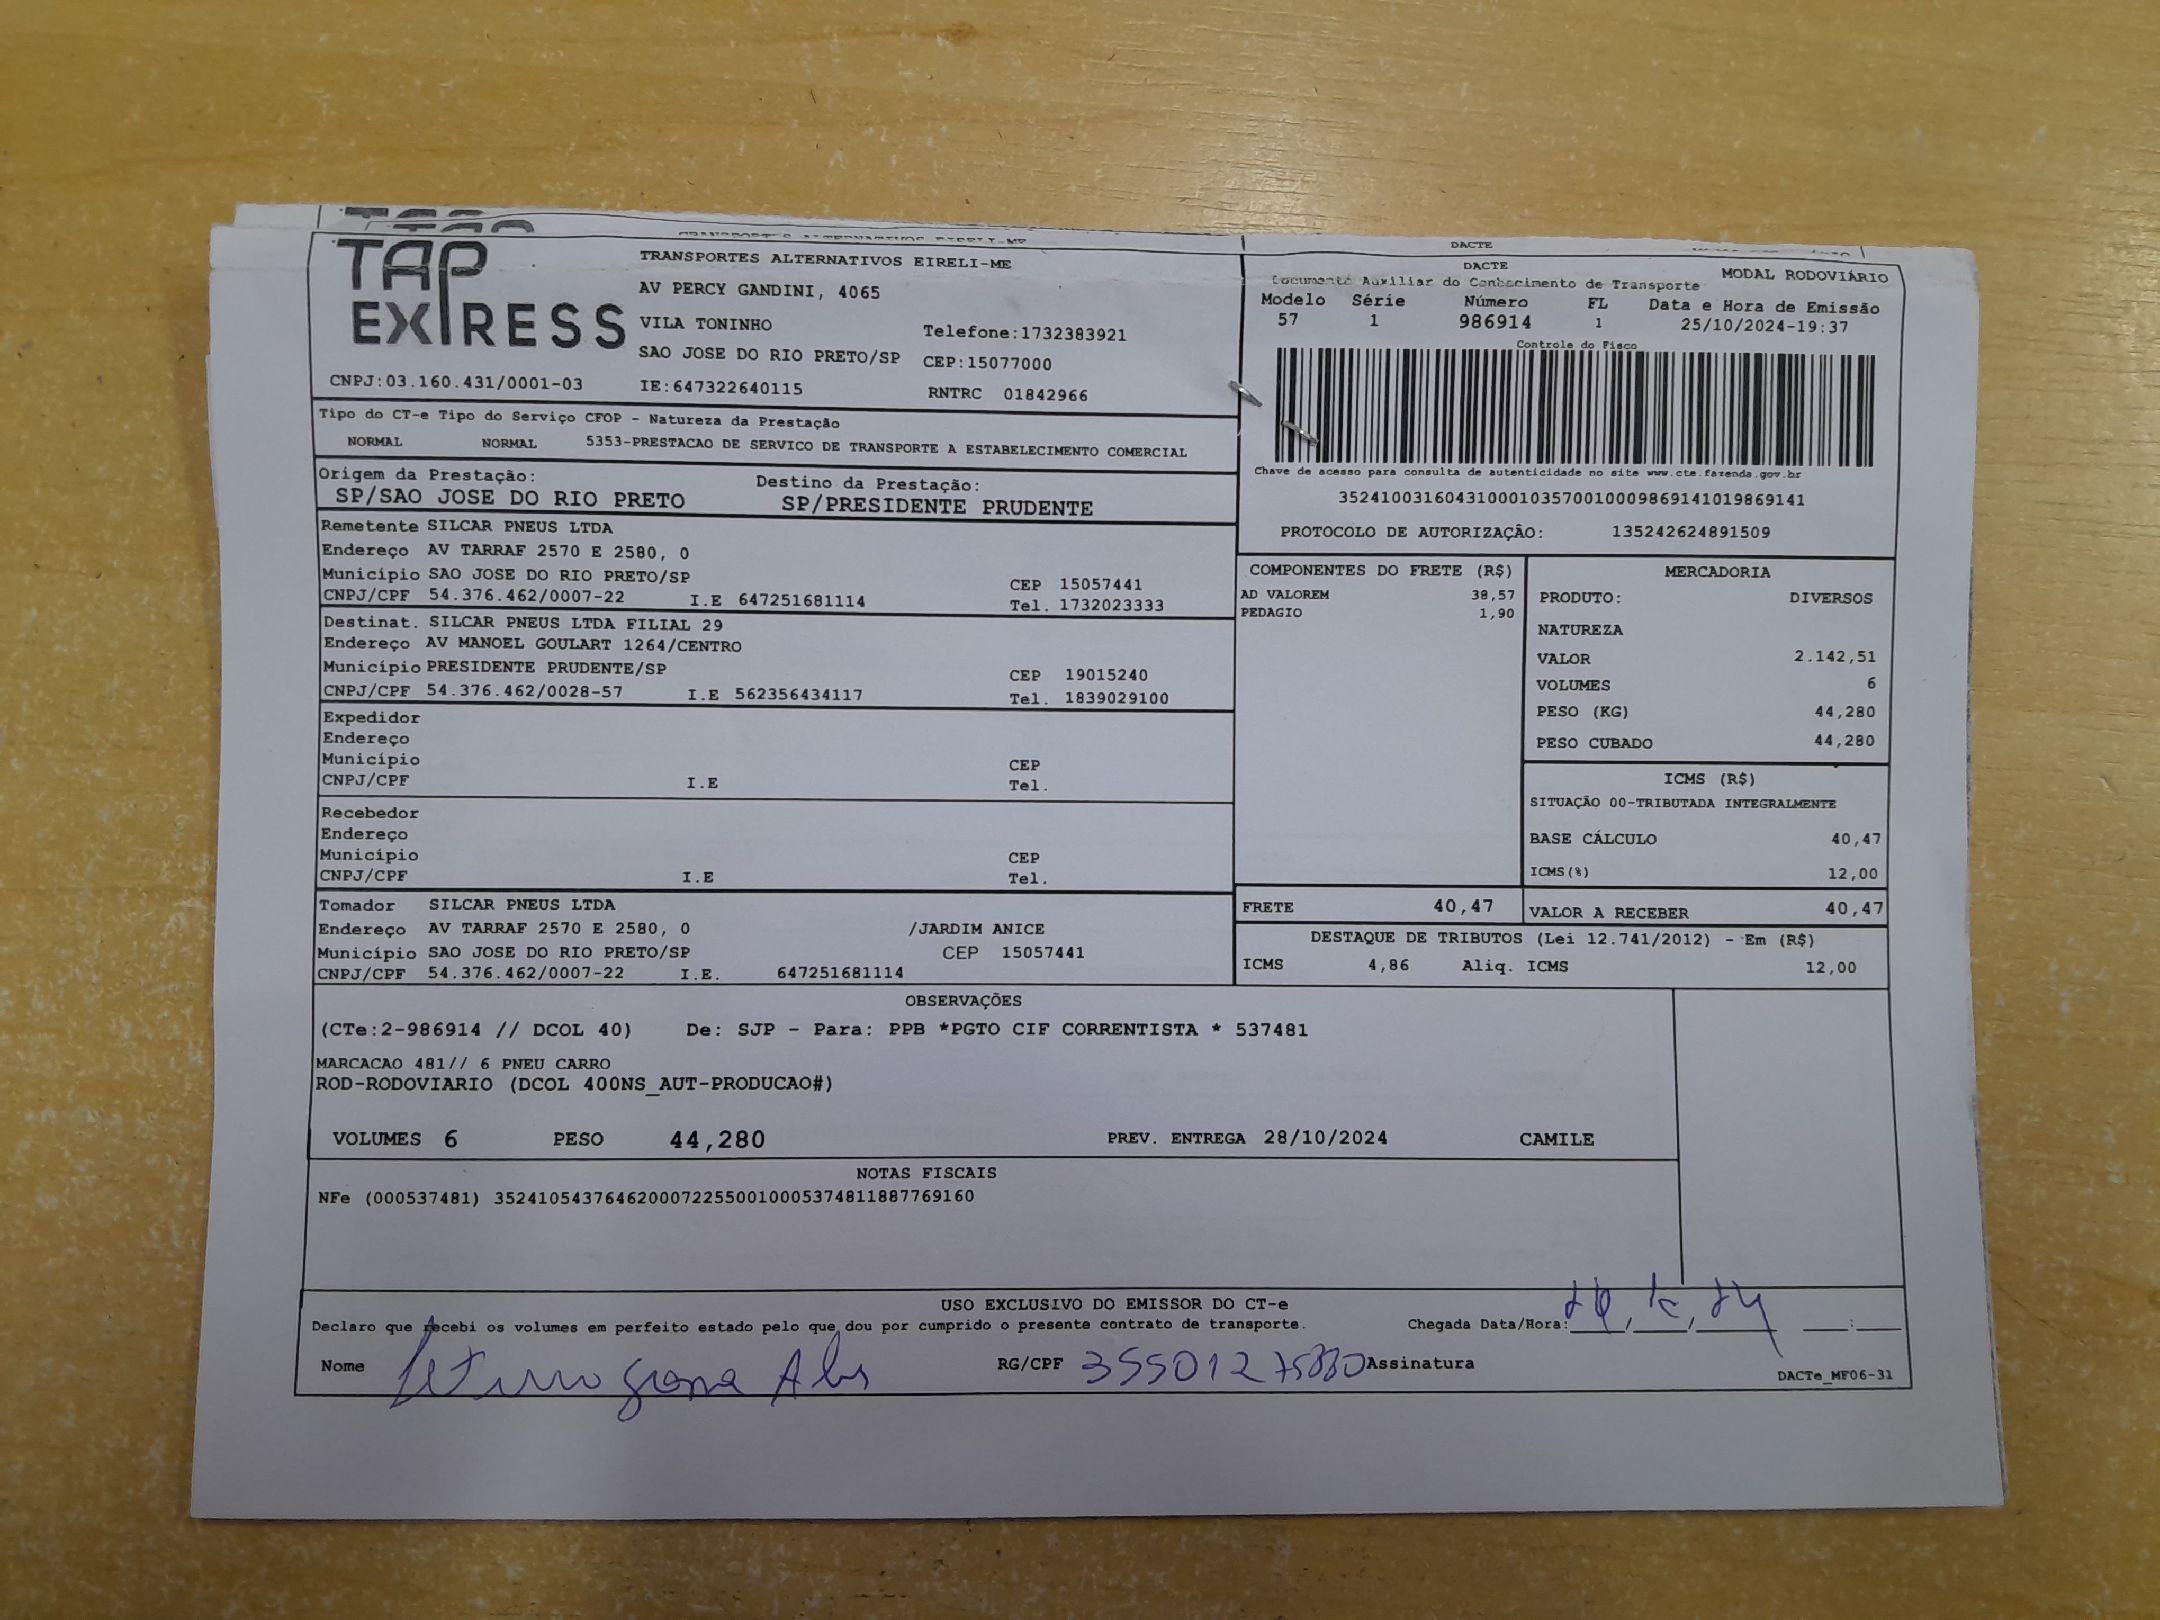 TAP EXPRESS
TRANSPORTES ALTERNATIVOS EIRELI-ME
AV PERCY GANDINI, 4065
VILA TONINHO
Telefone:1732383921
SAO JOSE DO RIO PRETO/SP CEP:15077000
CNPJ:03.160.431/0001-03 IE:647322640115 RNTRC 01842966
DACTE
DACTE MODAL RODOVIÁRIO
Documento Auxiliar do Conhecimento de Transporte
Modelo Série Número FL Data e Hora de Emissão
57 1 986914 1 25/10/2024-19:37
Controle do Fisco
Chave de acesso para consulta de autenticidade no site www.cte.fazenda.gov.br
35241003160431000103570010009869141019869141
PROTOCOLO DE AUTORIZAÇÃO: 135242624891509
Tipo do CT-e Tipo do Serviço CFOP - Natureza da Prestação
NORMAL NORMAL 5353-PRESTACAO DE SERVICO DE TRANSPORTE A ESTABELECIMENTO COMERCIAL
Origem da Prestação: Destino da Prestação:
SP/SAO JOSE DO RIO PRETO SP/PRESIDENTE PRUDENTE
Remetente SILCAR PNEUS LTDA
Endereço AV TARRAF 2570 E 2580, 0
Município SAO JOSE DO RIO PRETO/SP CEP 15057441
CNPJ/CPF 54.376.462/0007-22 I.E 647251681114 Tel. 1732023333
Destinat. SILCAR PNEUS LTDA FILIAL 29
Endereço AV MANOEL GOULART 1264/CENTRO
Município PRESIDENTE PRUDENTE/SP CEP 19015240
CNPJ/CPF 54.376.462/0028-57 I.E 562356434117 Tel. 1839029100
Expedidor
Endereço
Município CEP
CNPJ/CPF I.E Tel.
Recebedor
Endereço
Município CEP
CNPJ/CPF I.E Tel.
Tomador SILCAR PNEUS LTDA
Endereço AV TARRAF 2570 E 2580, 0 /JARDIM ANICE
Município SAO JOSE DO RIO PRETO/SP CEP 15057441
CNPJ/CPF 54.376.462/0007-22 I.E. 647251681114
COMPONENTES DO FRETE (R$)
AD VALOREM 38,57
PEDAGIO 1,90
FRETE 40,47
MERCADORIA
PRODUTO: DIVERSOS
NATUREZA
VALOR 2.142,51
VOLUMES 6
PESO (KG) 44,280
PESO CUBADO 44,280
ICMS (R$)
SITUAÇÃO 00-TRIBUTADA INTEGRALMENTE
BASE CÁLCULO 40,47
ICMS(%) 12,00
VALOR A RECEBER 40,47
DESTAQUE DE TRIBUTOS (Lei 12.741/2012) - Em (R$)
ICMS 4,86 Aliq. ICMS 12,00
OBSERVAÇÕES
(CTe:2-986914 // DCOL 40) De: SJP - Para: PPB *PGTO CIF CORRENTISTA * 537481
MARCACAO 481// 6 PNEU CARRO
ROD-RODOVIARIO (DCOL 400NS_AUT-PRODUCAO#)
VOLUMES 6 PESO 44,280 PREV. ENTREGA 28/10/2024 CAMILE
NOTAS FISCAIS
NFe (000537481) 35241054376462000722550010005374811887769160
USO EXCLUSIVO DO EMISSOR DO CT-e
Declaro que recebi os volumes em perfeito estado pelo que dou por cumprido o presente contrato de transporte. Chegada Data/Hora:
Nome RG/CPF Assinatura
DACTe_MF06-31